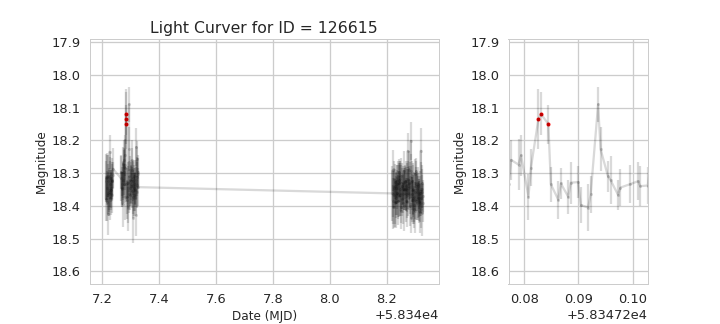 Light Curver for ID = 126615
Magnitude
17.9
18.0
18.1
18.2
18.3
18.4
18.5
18.6
7.2 7.4 7.6 7.8 8.0 8.2
Date (MJD)
+5.834e4
Magnitude
17.9
18.0
18.1
18.2
18.3
18.4
18.5
18.6
0.08 0.09 0.10
+5.83472e4